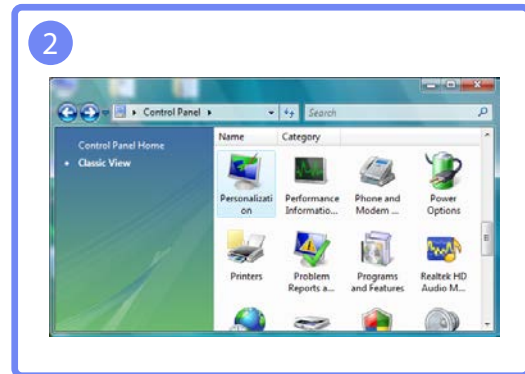 2
Control Panel
Search
Control Panel Home
Classic View
Name Category
Personalizati
on
Performance
Informatio...
Phone and
Modem ...
Power
Options
Printers
Problem
Reports a...
Programs
and Features
Realtek HD
Audio M...